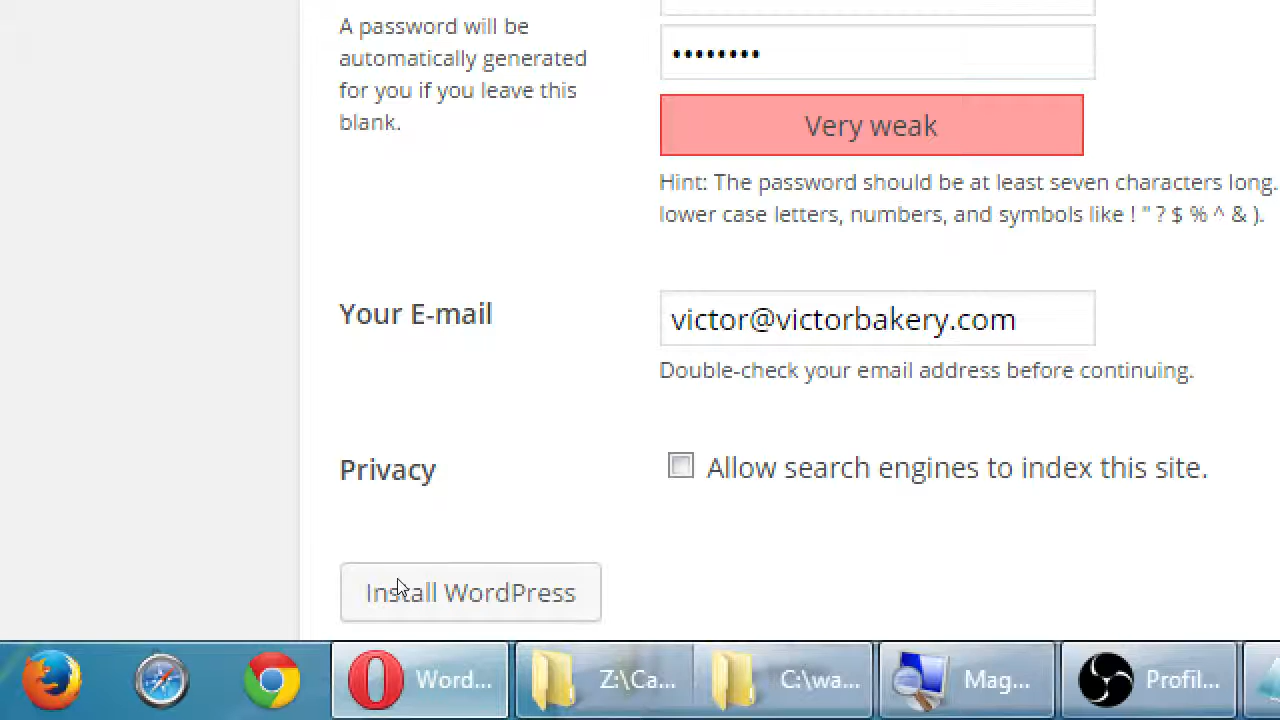 A password will be
automatically generated
for you if you leave this
blank.
••••••••
Very weak
Hint: The password should be at least seven characters long.
lower case letters, numbers, and symbols like ! " ? $ % ^ & ).
Your E-mail
victor@victorbakery.com
Double-check your email address before continuing.
Privacy
Allow search engines to index this site.
Install WordPress
Word...
Z:\Ca...
C:\wa...
Mag...
Profil...